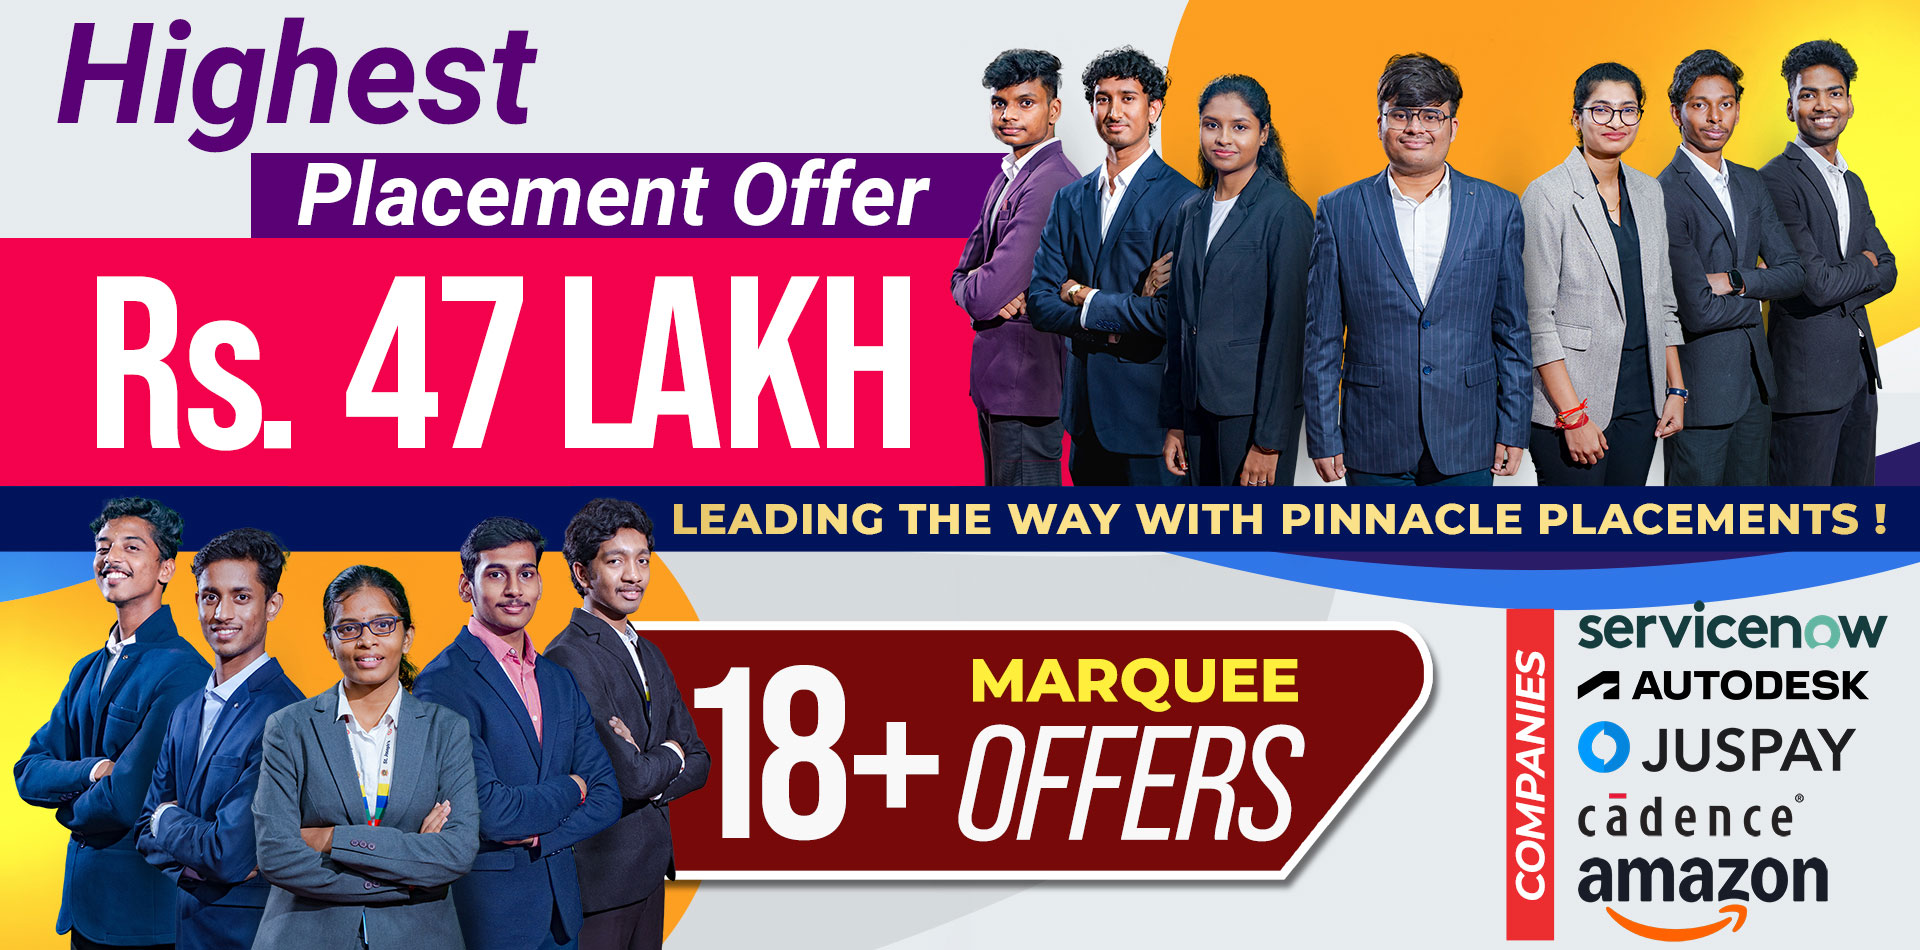 Highest
Placement Offer
Rs. 47 LAKH
LEADING THE WAY WITH PINNACLE PLACEMENTS !
18+ MARQUEE
OFFERS
COMPANIES
servicenow
AUTODESK
JUSPAY
cādence®
amazon